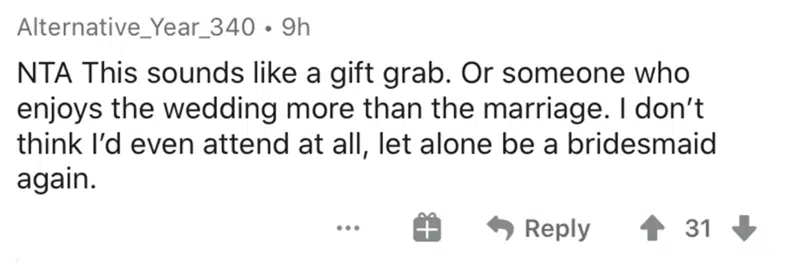 Alternative_Year_340 • 9h
NTA This sounds like a gift grab. Or someone who
enjoys the wedding more than the marriage. I don’t
think I’d even attend at all, let alone be a bridesmaid
again.
Reply 31